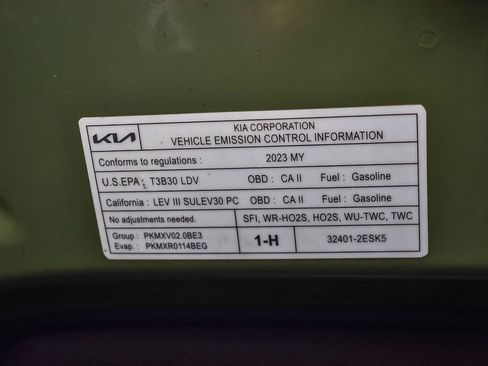 KIA
KIA CORPORATION
VEHICLE EMISSION CONTROL INFORMATION
Conforms to regulations : 2023 MY
U.S.EPA : T3B30 LDV OBD : CA II Fuel : Gasoline
California : LEV III SULEV30 PC OBD : CA II Fuel : Gasoline
No adjustments needed. SFI, WR-HO2S, HO2S, WU-TWC, TWC
Group : PKMXV02.0BE3
Evap. : PKMXR0114BEG
1-H 32401-2ESK5